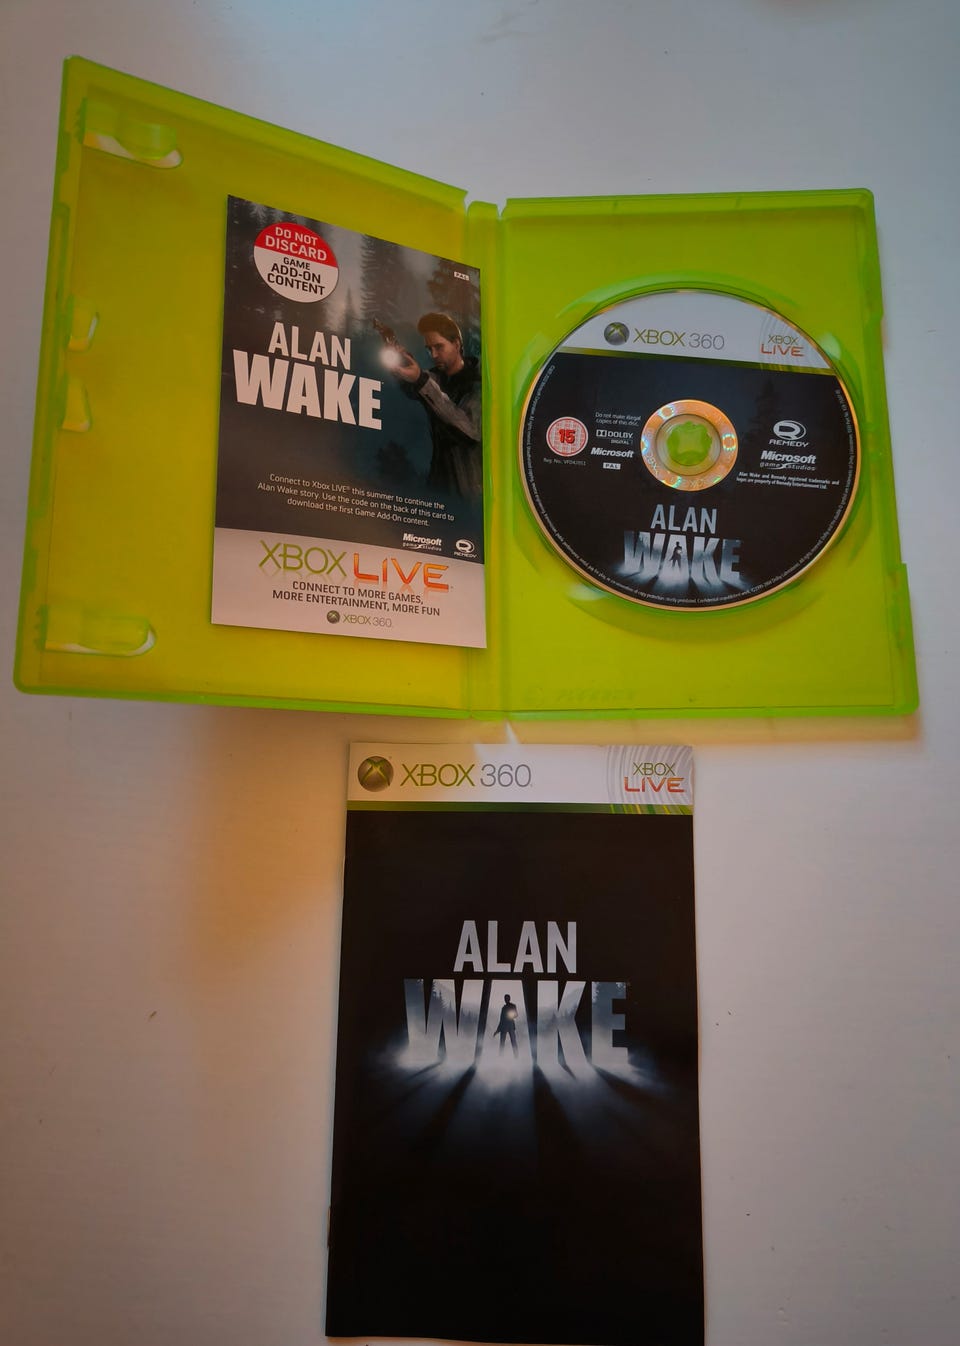 DO NOT
DISCARD
GAME
ADD-ON
CONTENT
PAL
ALAN
WAKE
Connect to Xbox LIVE® this summer to continue the
Alan Wake story. Use the code on the back of this card to
download the first Game Add-On content.
Microsoft
game studios
REMEDY
XBOX LIVE
CONNECT TO MORE GAMES,
MORE ENTERTAINMENT, MORE FUN
XBOX 360.
XBOX 360
XBOX
LIVE
15
Do not make illegal
copies of this disc.
DOLBY
DIGITAL
Microsoft
PAL
REMEDY
Microsoft
game studios
Alan Wake and Remedy registered trademarks and
logos are property of Remedy Entertainment Ltd.
ALAN
WAKE
XBOX 360.
XBOX
LIVE
ALAN
WAKE